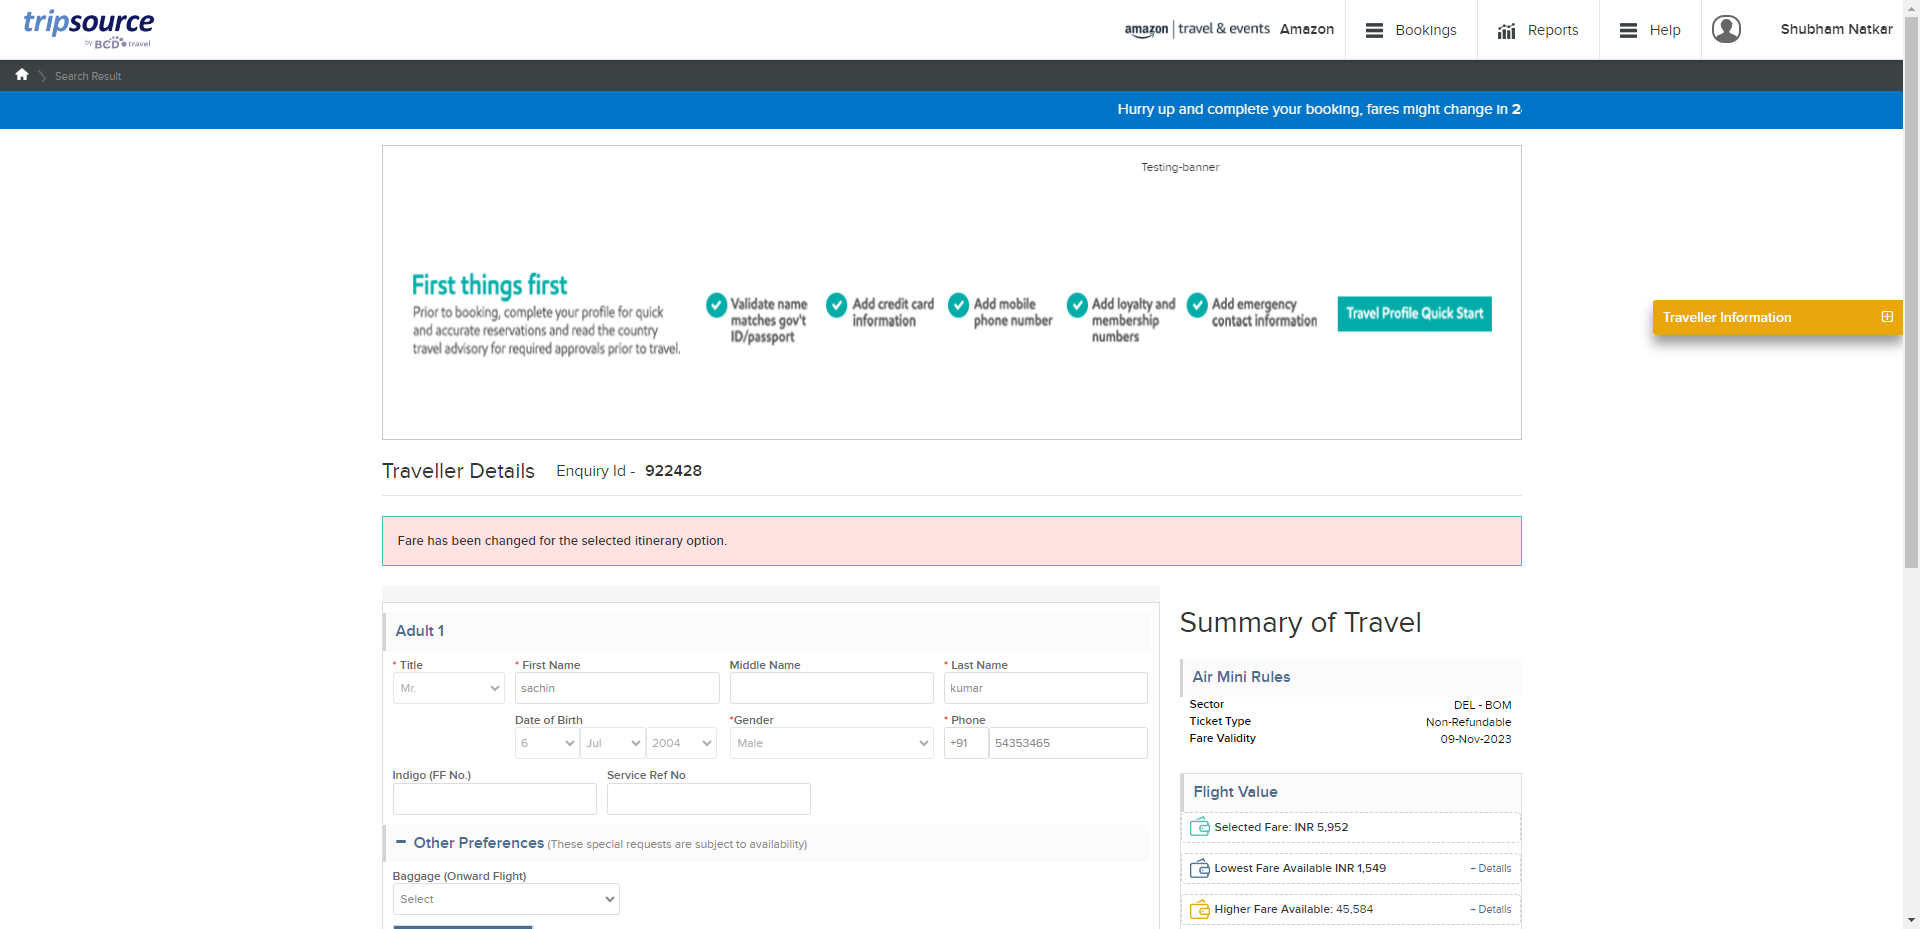 tripsource
by BCD travel
amazon | travel & events Amazon
Bookings
Reports
Help
Shubham Natkar
Search Result
Hurry up and complete your booking, fares might change in 2
Testing-banner
First things first
Prior to booking, complete your profile for quick
and accurate reservations and read the country
travel advisory for required approvals prior to travel.
Validate name
matches gov't
ID/passport
Add credit card
information
Add mobile
phone number
Add loyalty and
membership
numbers
Add emergency
contact information
Travel Profile Quick Start
Traveller Information
Traveller Details Enquiry Id - 922428
Fare has been changed for the selected itinerary option.
Adult 1
* Title * First Name Middle Name * Last Name
Mr. sachin kumar
Date of Birth *Gender * Phone
6 Jul 2004 Male +91 54353465
Indigo (FF No.) Service Ref No
Other Preferences (These special requests are subject to availability)
Baggage (Onward Flight)
Select
Summary of Travel
Air Mini Rules
Sector DEL - BOM
Ticket Type Non-Refundable
Fare Validity 09-Nov-2023
Flight Value
Selected Fare: INR 5,952
Lowest Fare Available INR 1,549 + Details
Higher Fare Available: 45,584 + Details